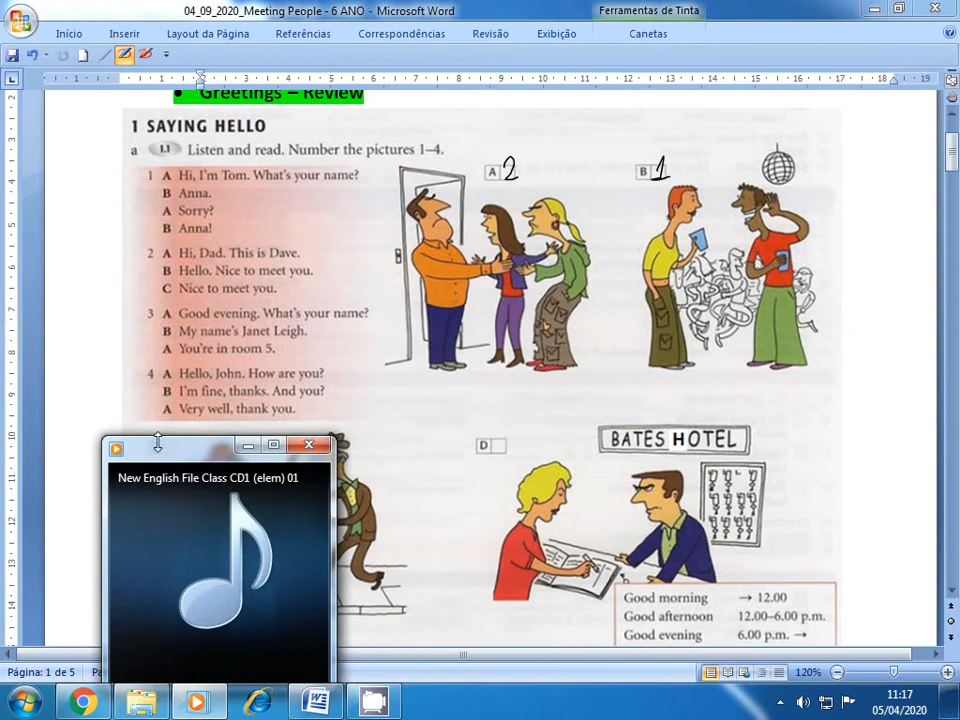 04_09_2020_Meeting People - 6 ANO - Microsoft Word
Ferramentas de Tinta
Início
Inserir
Layout da Página
Referências
Correspondências
Revisão
Exibição
Canetas
Greetings – Review
1 SAYING HELLO
a 1.1 Listen and read. Number the pictures 1–4.
1 A Hi, I'm Tom. What's your name?
B Anna.
A Sorry?
B Anna!
2 A Hi, Dad. This is Dave.
B Hello. Nice to meet you.
C Nice to meet you.
3 A Good evening. What's your name?
B My name's Janet Leigh.
A You're in room 5.
4 A Hello, John. How are you?
B I'm fine, thanks. And you?
A Very well, thank you.
A 2
B 1
D
BATES HOTEL
Good morning → 12.00
Good afternoon 12.00–6.00 p.m.
Good evening 6.00 p.m. →
New English File Class CD1 (elem) 01
Página: 1 de 5
120%
11:17
05/04/2020